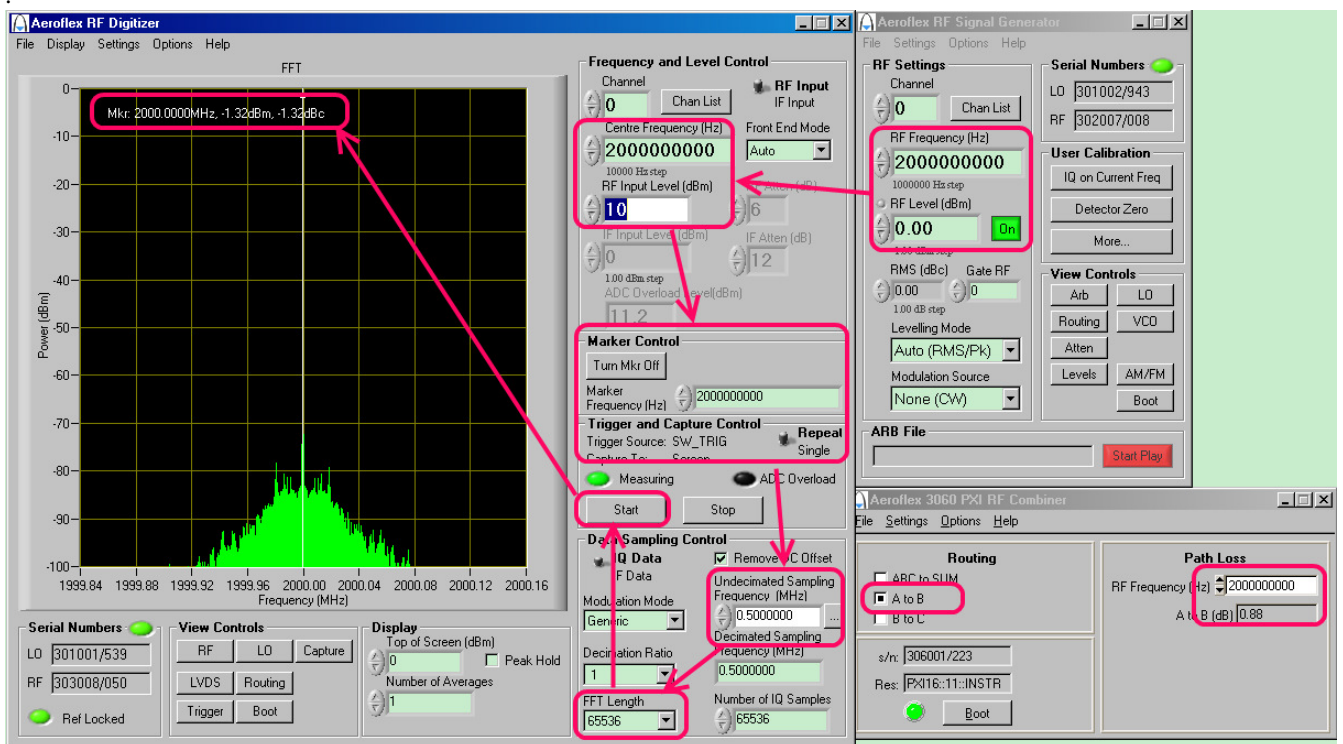 Aeroflex RF Digitizer
File Display Settings Options Help
FFT
Mkr: 2000.0000MHz, -1.32dBm, -1.32dBc
0
-10
-20
-30
-40
-50
-60
-70
-80
-90
-100
Power (dBm)
1999.84 1999.88 1999.92 1999.96 2000.00 2000.04 2000.08 2000.12 2000.16
Frequency (MHz)
Frequency and Level Control
Channel
0
Chan List
RF Input
IF Input
Centre Frequency (Hz)
2000000000
10000 Hz step
Front End Mode
Auto
RF Input Level (dBm)
10
Atten (dB)
6
IF Input Level (dBm)
0
1.00 dBm step
IF Atten (dB)
12
ADC Overload Level(dBm)
11.2
Marker Control
Turn Mkr Off
Marker
Frequency (Hz)
2000000000
Trigger and Capture Control
Trigger Source: SW_TRIG
Capture To: Screen
Repeat
Single
Measuring
ADC Overload
Start
Stop
Data Sampling Control
IQ Data
IF Data
Remove DC Offset
Modulation Mode
Generic
Undecimated Sampling
Frequency (MHz)
0.5000000
...
Decimation Ratio
1
Decimated Sampling
Frequency (MHz)
0.5000000
FFT Length
65536
Number of IQ Samples
65536
Serial Numbers
LO 301001/539
RF 303008/050
Ref Locked
View Controls
RF LO Capture
LVDS Routing
Trigger Boot
Display
Top of Screen (dBm)
0
Peak Hold
Number of Averages
1
Aeroflex RF Signal Generator
File Settings Options Help
RF Settings
Channel
0
Chan List
RF Frequency (Hz)
2000000000
1000000 Hz step
RF Level (dBm)
0.00
On
1.00 dBm step
RMS (dBc)
0.00
1.00 dB step
Gate RF
0
Levelling Mode
Auto (RMS/Pk)
Modulation Source
None (CW)
Serial Numbers
LO 301002/943
RF 302007/008
User Calibration
IQ on Current Freq
Detector Zero
More...
View Controls
Arb LO
Routing VCO
Atten
Levels AM/FM
Boot
ARB File
Start Play
Aeroflex 3060 PXI RF Combiner
File Settings Options Help
Routing
ABC to SUM
A to B
B to C
Path Loss
RF Frequency (Hz) 2000000000
A to B (dB) 0.88
s/n: 306001/223
Res: PXI16::11::INSTR
Boot